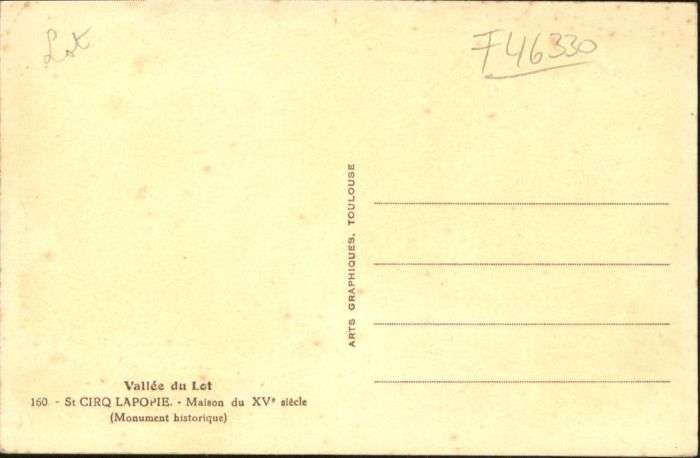 Lot
F46330
ARTS GRAPHIQUES, TOULOUSE
Vallée du Lot
160 - St CIRQ LAPOPIE. - Maison du XVe siècle
(Monument historique)